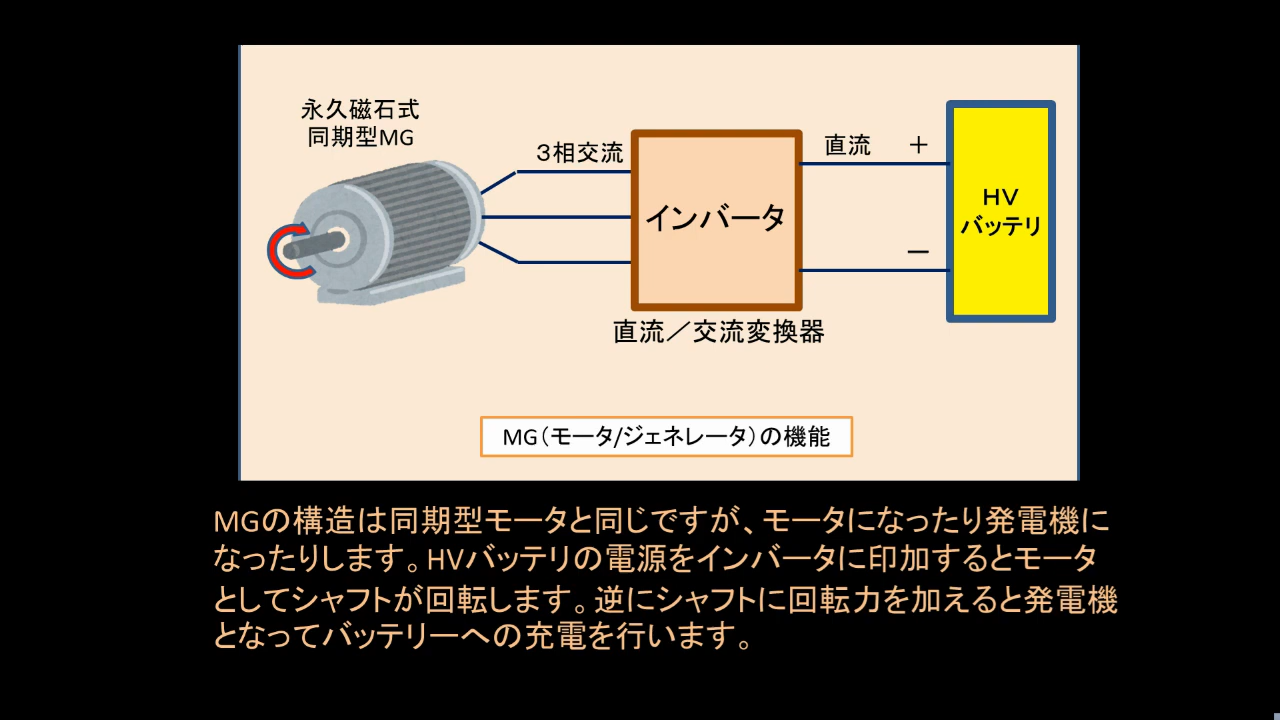 永久磁石式
同期型MG
3相交流
インバータ
直流／交流変換器
直流 ＋
－
HV
バッテリ
MG（モータ/ジェネレータ）の機能
MGの構造は同期型モータと同じですが、モータになったり発電機に
なったりします。HVバッテリの電源をインバータに印加するとモータ
としてシャフトが回転します。逆にシャフトに回転力を加えると発電機
となってバッテリーへの充電を行います。